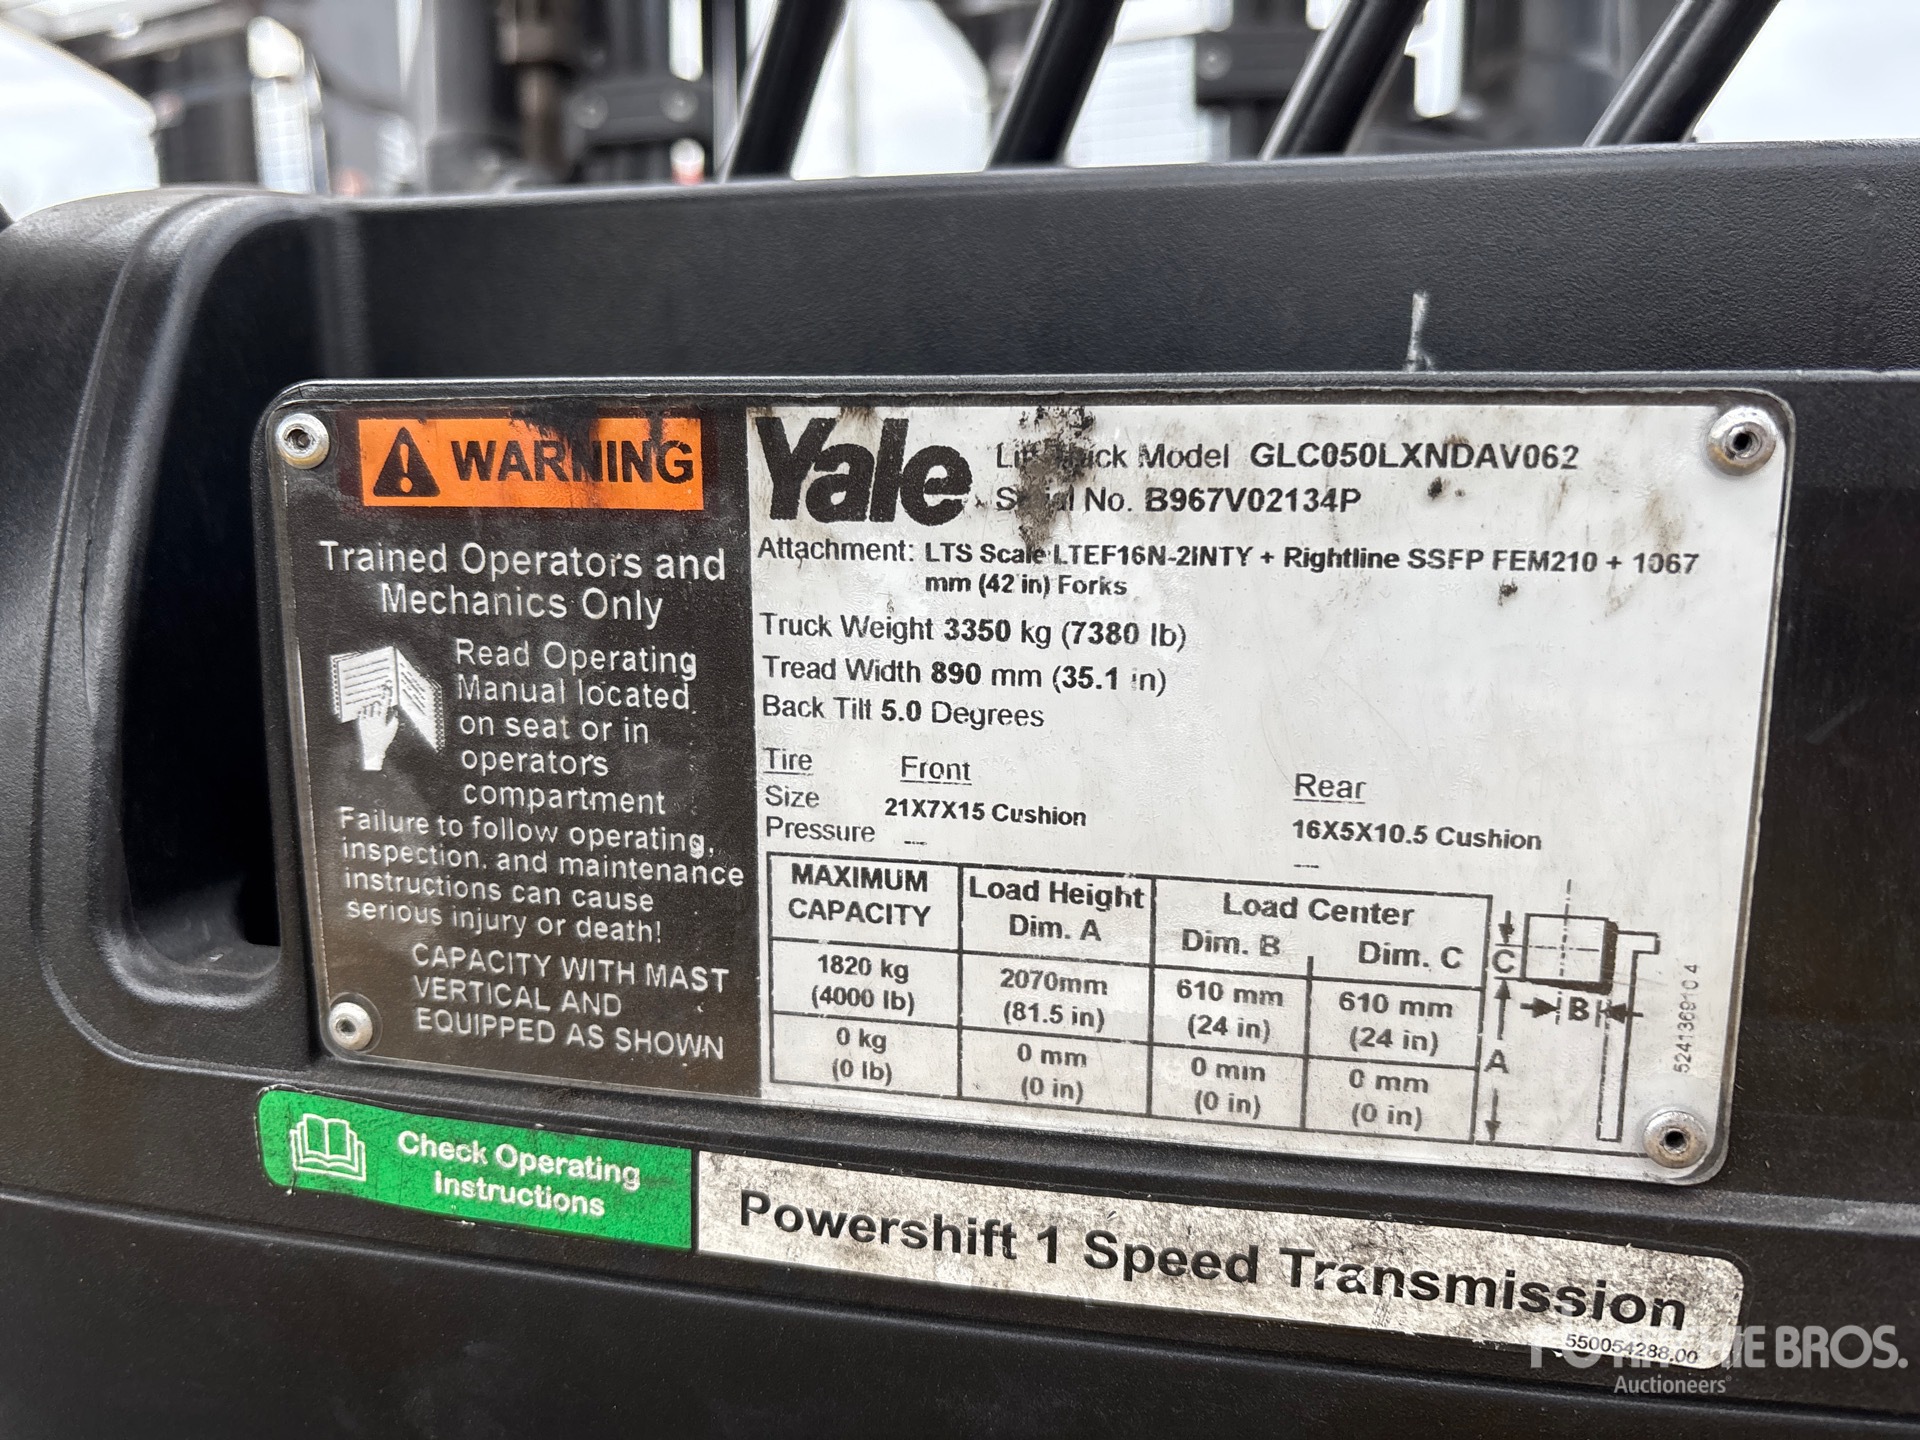 WARNING
Trained Operators and
Mechanics Only
Read Operating
Manual located
on seat or in
operators
compartment
Failure to follow operating,
inspection, and maintenance
instructions can cause
serious injury or death!
CAPACITY WITH MAST
VERTICAL AND
EQUIPPED AS SHOWN
Yale
Lift Truck Model GLC050LXNDAV062
Serial No. B967V02134P
Attachment: LTS Scale LTEF16N-2INTY + Rightline SSFP FEM210 + 1067
mm (42 in) Forks
Truck Weight 3350 kg (7380 lb)
Tread Width 890 mm (35.1 in)
Back Tilt 5.0 Degrees
Tire Front Rear
Size 21X7X15 Cushion 16X5X10.5 Cushion
Pressure --- ---
MAXIMUM CAPACITY Load Height Dim. A Load Center Dim. B Dim. C
1820 kg (4000 lb) 2070mm (81.5 in) 610 mm (24 in) 610 mm (24 in)
0 kg (0 lb) 0 mm (0 in) 0 mm (0 in) 0 mm (0 in)
C
B
A
524136910 4
Check Operating
Instructions
Powershift 1 Speed Transmission
550054288.00
BROS.
Auctioneers